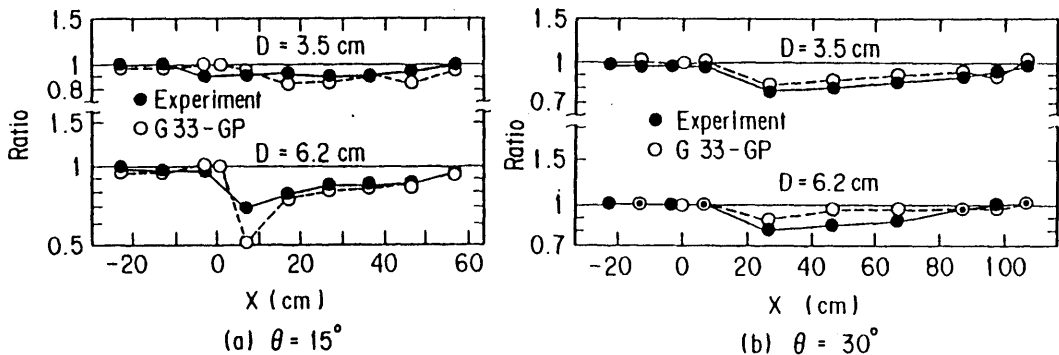 1.5
D = 3.5 cm
1
0.8
Experiment
G33-GP
1.5
D = 6.2 cm
1
0.5
Ratio
-20 0 20 40 60
X (cm)
(a) θ = 15°
1.5
D = 3.5 cm
1
0.7
Experiment
G 33-GP
1.5
D = 6.2 cm
1
0.7
Ratio
-20 0 20 40 60 80 100
X (cm)
(b) θ = 30°